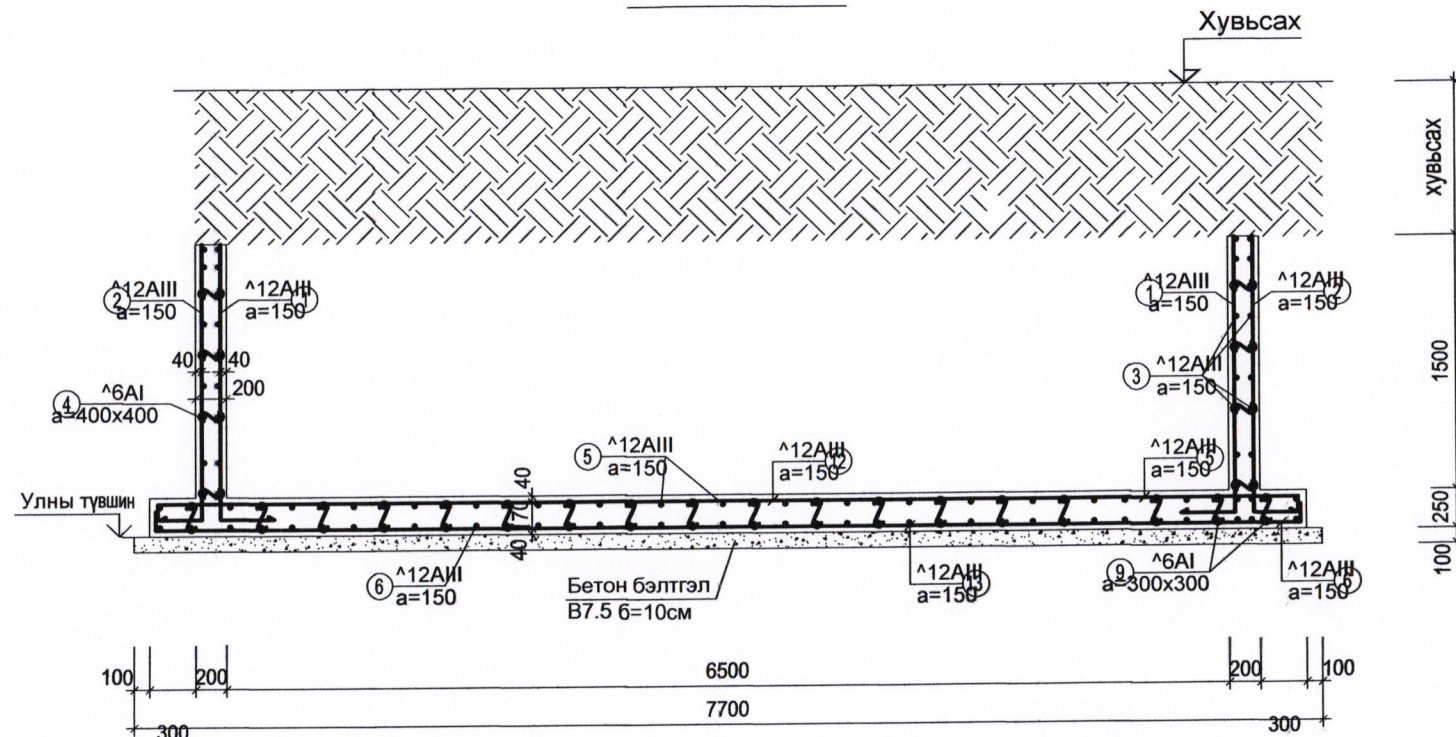 Хувьсах
хувьсах
^12AIII
a=150
2
^12AIII
a=150
1
1
^12AIII
a=150
^12AIII
a=150
2
1500
40
40
200
3
^12AIII
a=150
4
^6AI
a=400x400
5
^12AIII
a=150
^12AIII
a=150
12
^12AIII
a=150
5
40
170
40
Улны түвшин
250
100
6
^12AIII
a=150
Бетон бэлтгэл
В7.5 б=10см
^12AIII
a=150
13
9
^6AI
a=300x300
^12AIII
a=150
6
100
200
6500
200
100
7700
300
300